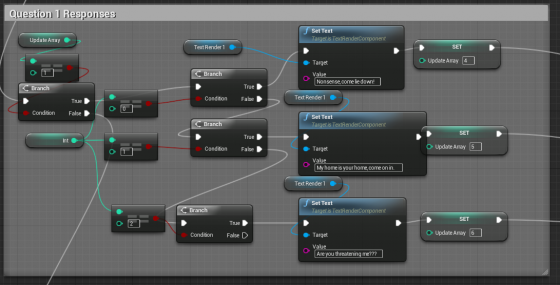 Question 1 Responses
Update Array
1
Branch
True
Condition
False
Int
0
1
2
Branch
True
Condition
False
Branch
True
Condition
False
Branch
True
Condition
False
Text Render 1
Set Text
Target is TextRenderComponent
Target
Value
Nonsense, come lie down!
SET
Update Array
4
Text Render 1
Set Text
Target is TextRenderComponent
Target
Value
My home is your home, come on in.
SET
Update Array
5
Text Render 1
Set Text
Target is TextRenderComponent
Target
Value
Are you threatening me???
SET
Update Array
6